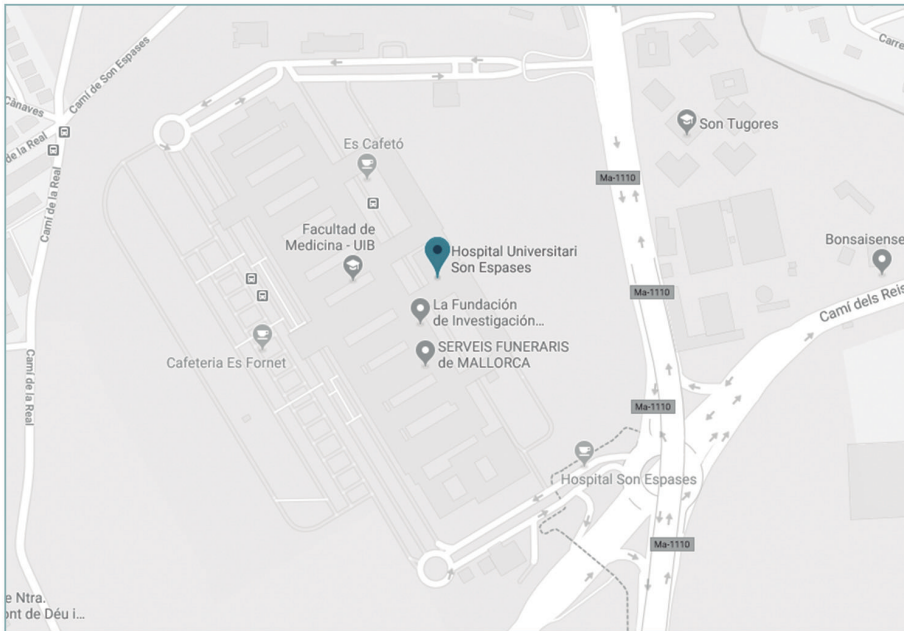 Camí de Son Espases
Cànaves
de la Real
Camí de la Real
Camí de la Real
Es Cafetó
Facultad de
Medicina - UIB
Hospital Universitari
Son Espases
La Fundación
de Investigación...
SERVEIS FUNERARIS
de MALLORCA
Cafeteria Es Fornet
Hospital Son Espases
Ma-1110
Ma-1110
Ma-1110
Ma-1110
Son Tugores
Carre
Bonsaisense
Camí dels Reis
e Ntra.
ont de Déu i...